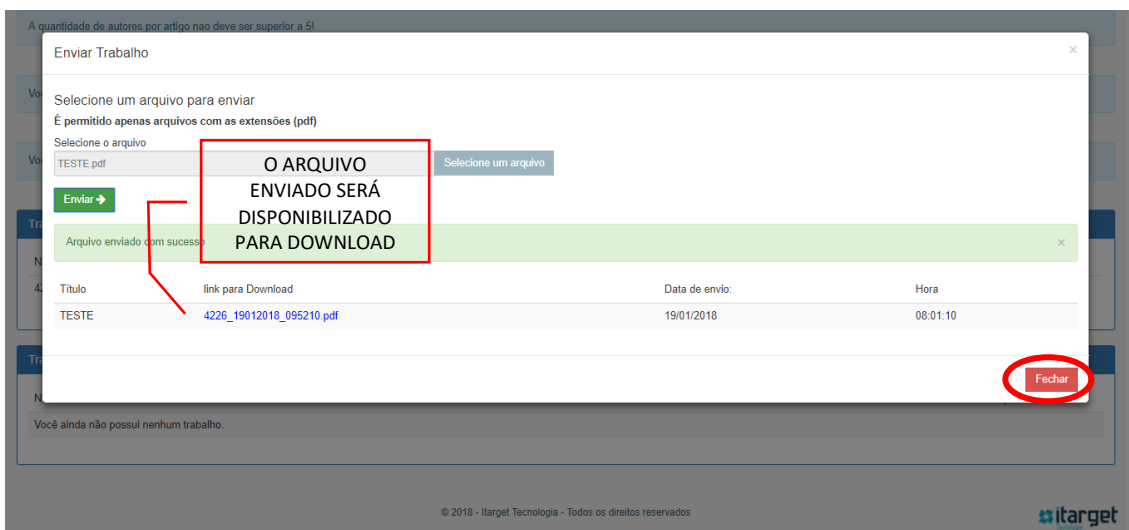 A quantidade de autores por artigo nao deve ser superior a 5!
Enviar Trabalho
×
Selecione um arquivo para enviar
É permitido apenas arquivos com as extensões (pdf)
Selecione o arquivo
TESTE.pdf
Selecione um arquivo
O ARQUIVO
ENVIADO SERÁ
DISPONIBILIZADO
PARA DOWNLOAD
Enviar
Arquivo enviado com sucesso
×
Título link para Download Data de envio: Hora
TESTE 4226_19012018_095210.pdf 19/01/2018 08:01:10
Fechar
Você ainda não possui nenhum trabalho.
© 2018 - Itarget Tecnologia - Todos os direitos reservados
itarget